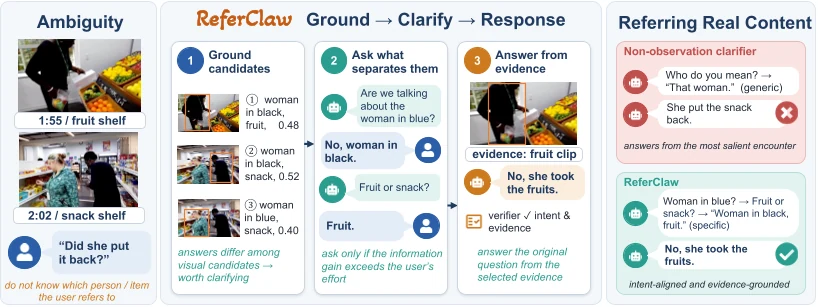 Ambiguity
1:55 / fruit shelf
2:02 / snack shelf
“Did she put
it back?”
do not know which person / item
the user refers to
ReferClaw Ground → Clarify → Response
1 Ground
candidates
① woman
in black,
fruit, 0.48
② woman
in black,
snack, 0.52
③ woman
in blue,
snack, 0.40
answers differ among
visual candidates →
worth clarifying
2 Ask what
separates them
Are we talking
about the
woman in blue?
No, woman in
black.
Fruit or snack?
Fruit.
ask only if the information
gain exceeds the user’s
effort
3 Answer from
evidence
evidence: fruit clip
No, she took
the fruits.
verifier ✓ intent &
evidence
answer the original
question from the
selected evidence
Referring Real Content
Non-observation clarifier
Who do you mean? →
“That woman.” (generic)
She put the snack
back.
answers from the most salient encounter
ReferClaw
Woman in blue? → Fruit or
snack? → “Woman in black,
fruit.” (specific)
No, she took the
fruits.
intent-aligned and evidence-grounded